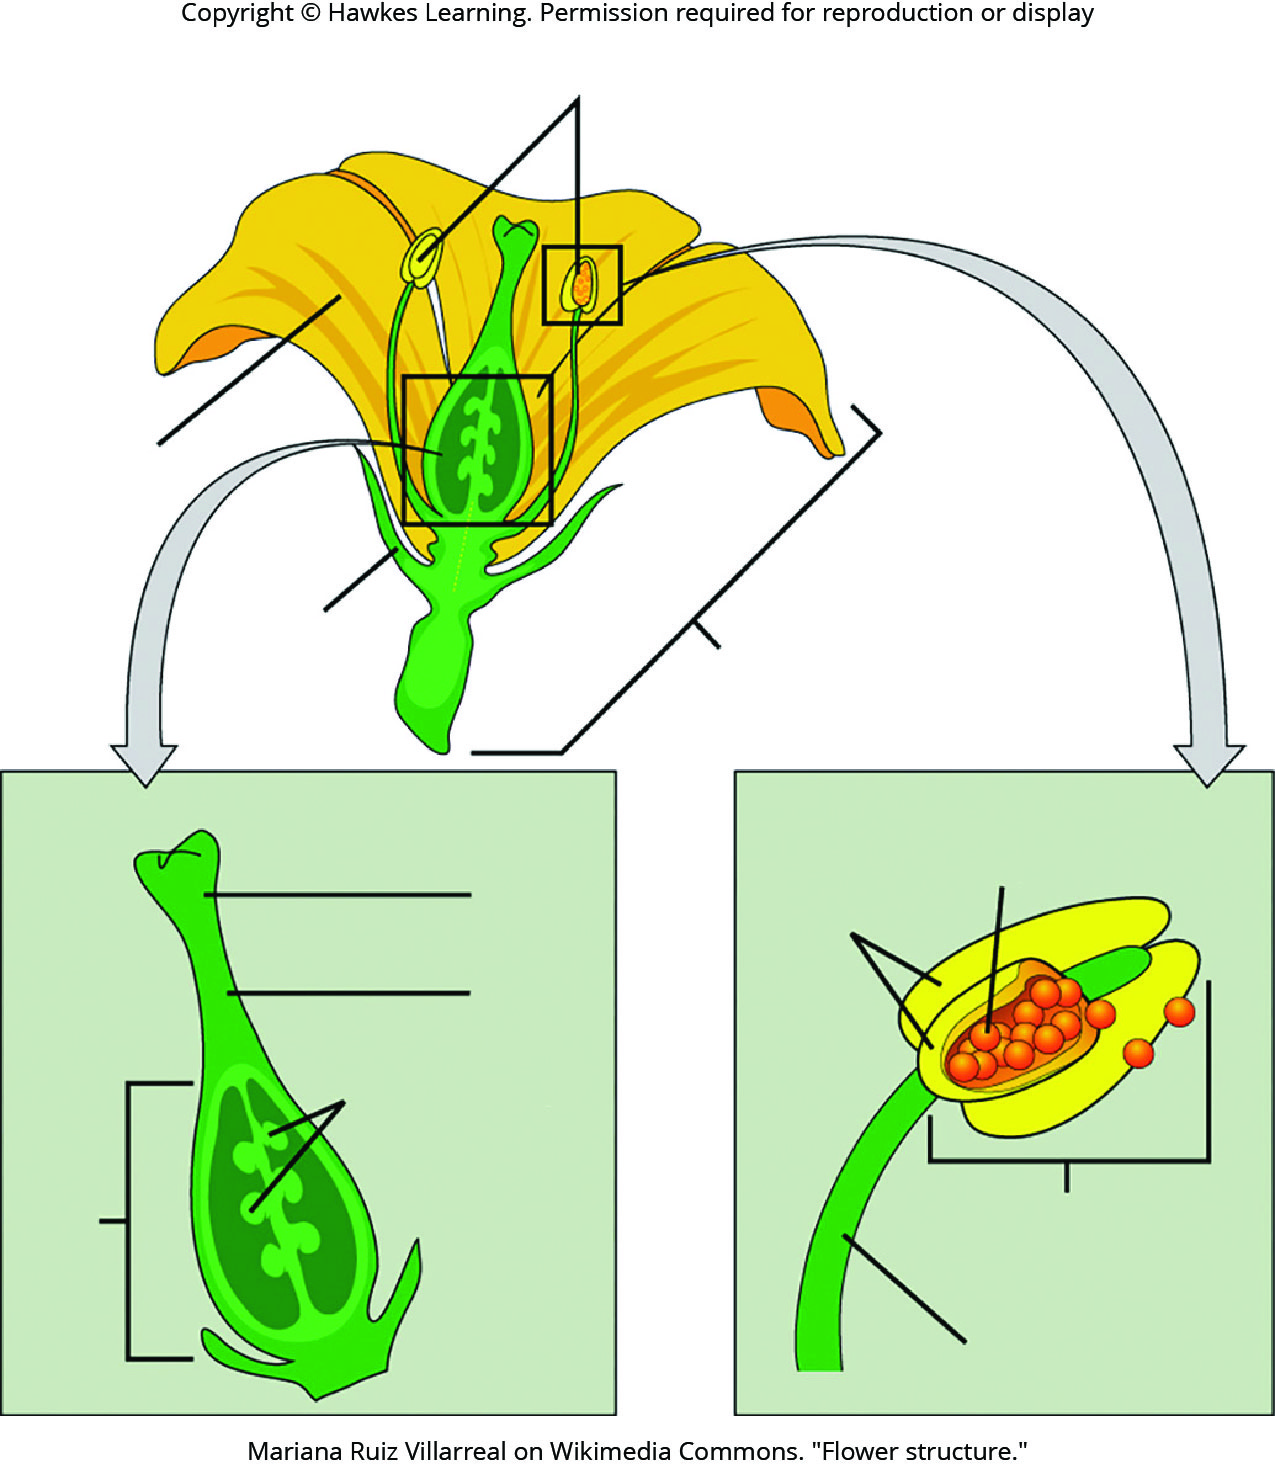 Copyright © Hawkes Learning. Permission required for reproduction or display
Mariana Ruiz Villarreal on Wikimedia Commons. "Flower structure."